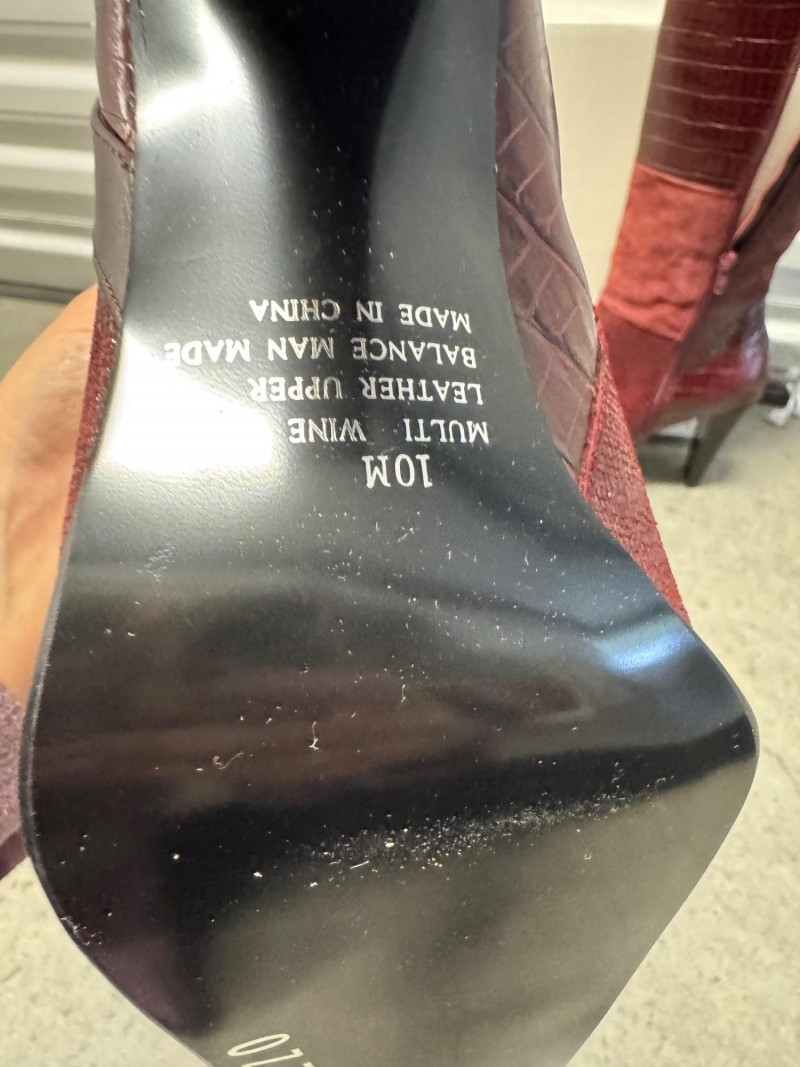 10M
MULTI WINE
LEATHER UPPER
BALANCE MAN MADE
MADE IN CHINA